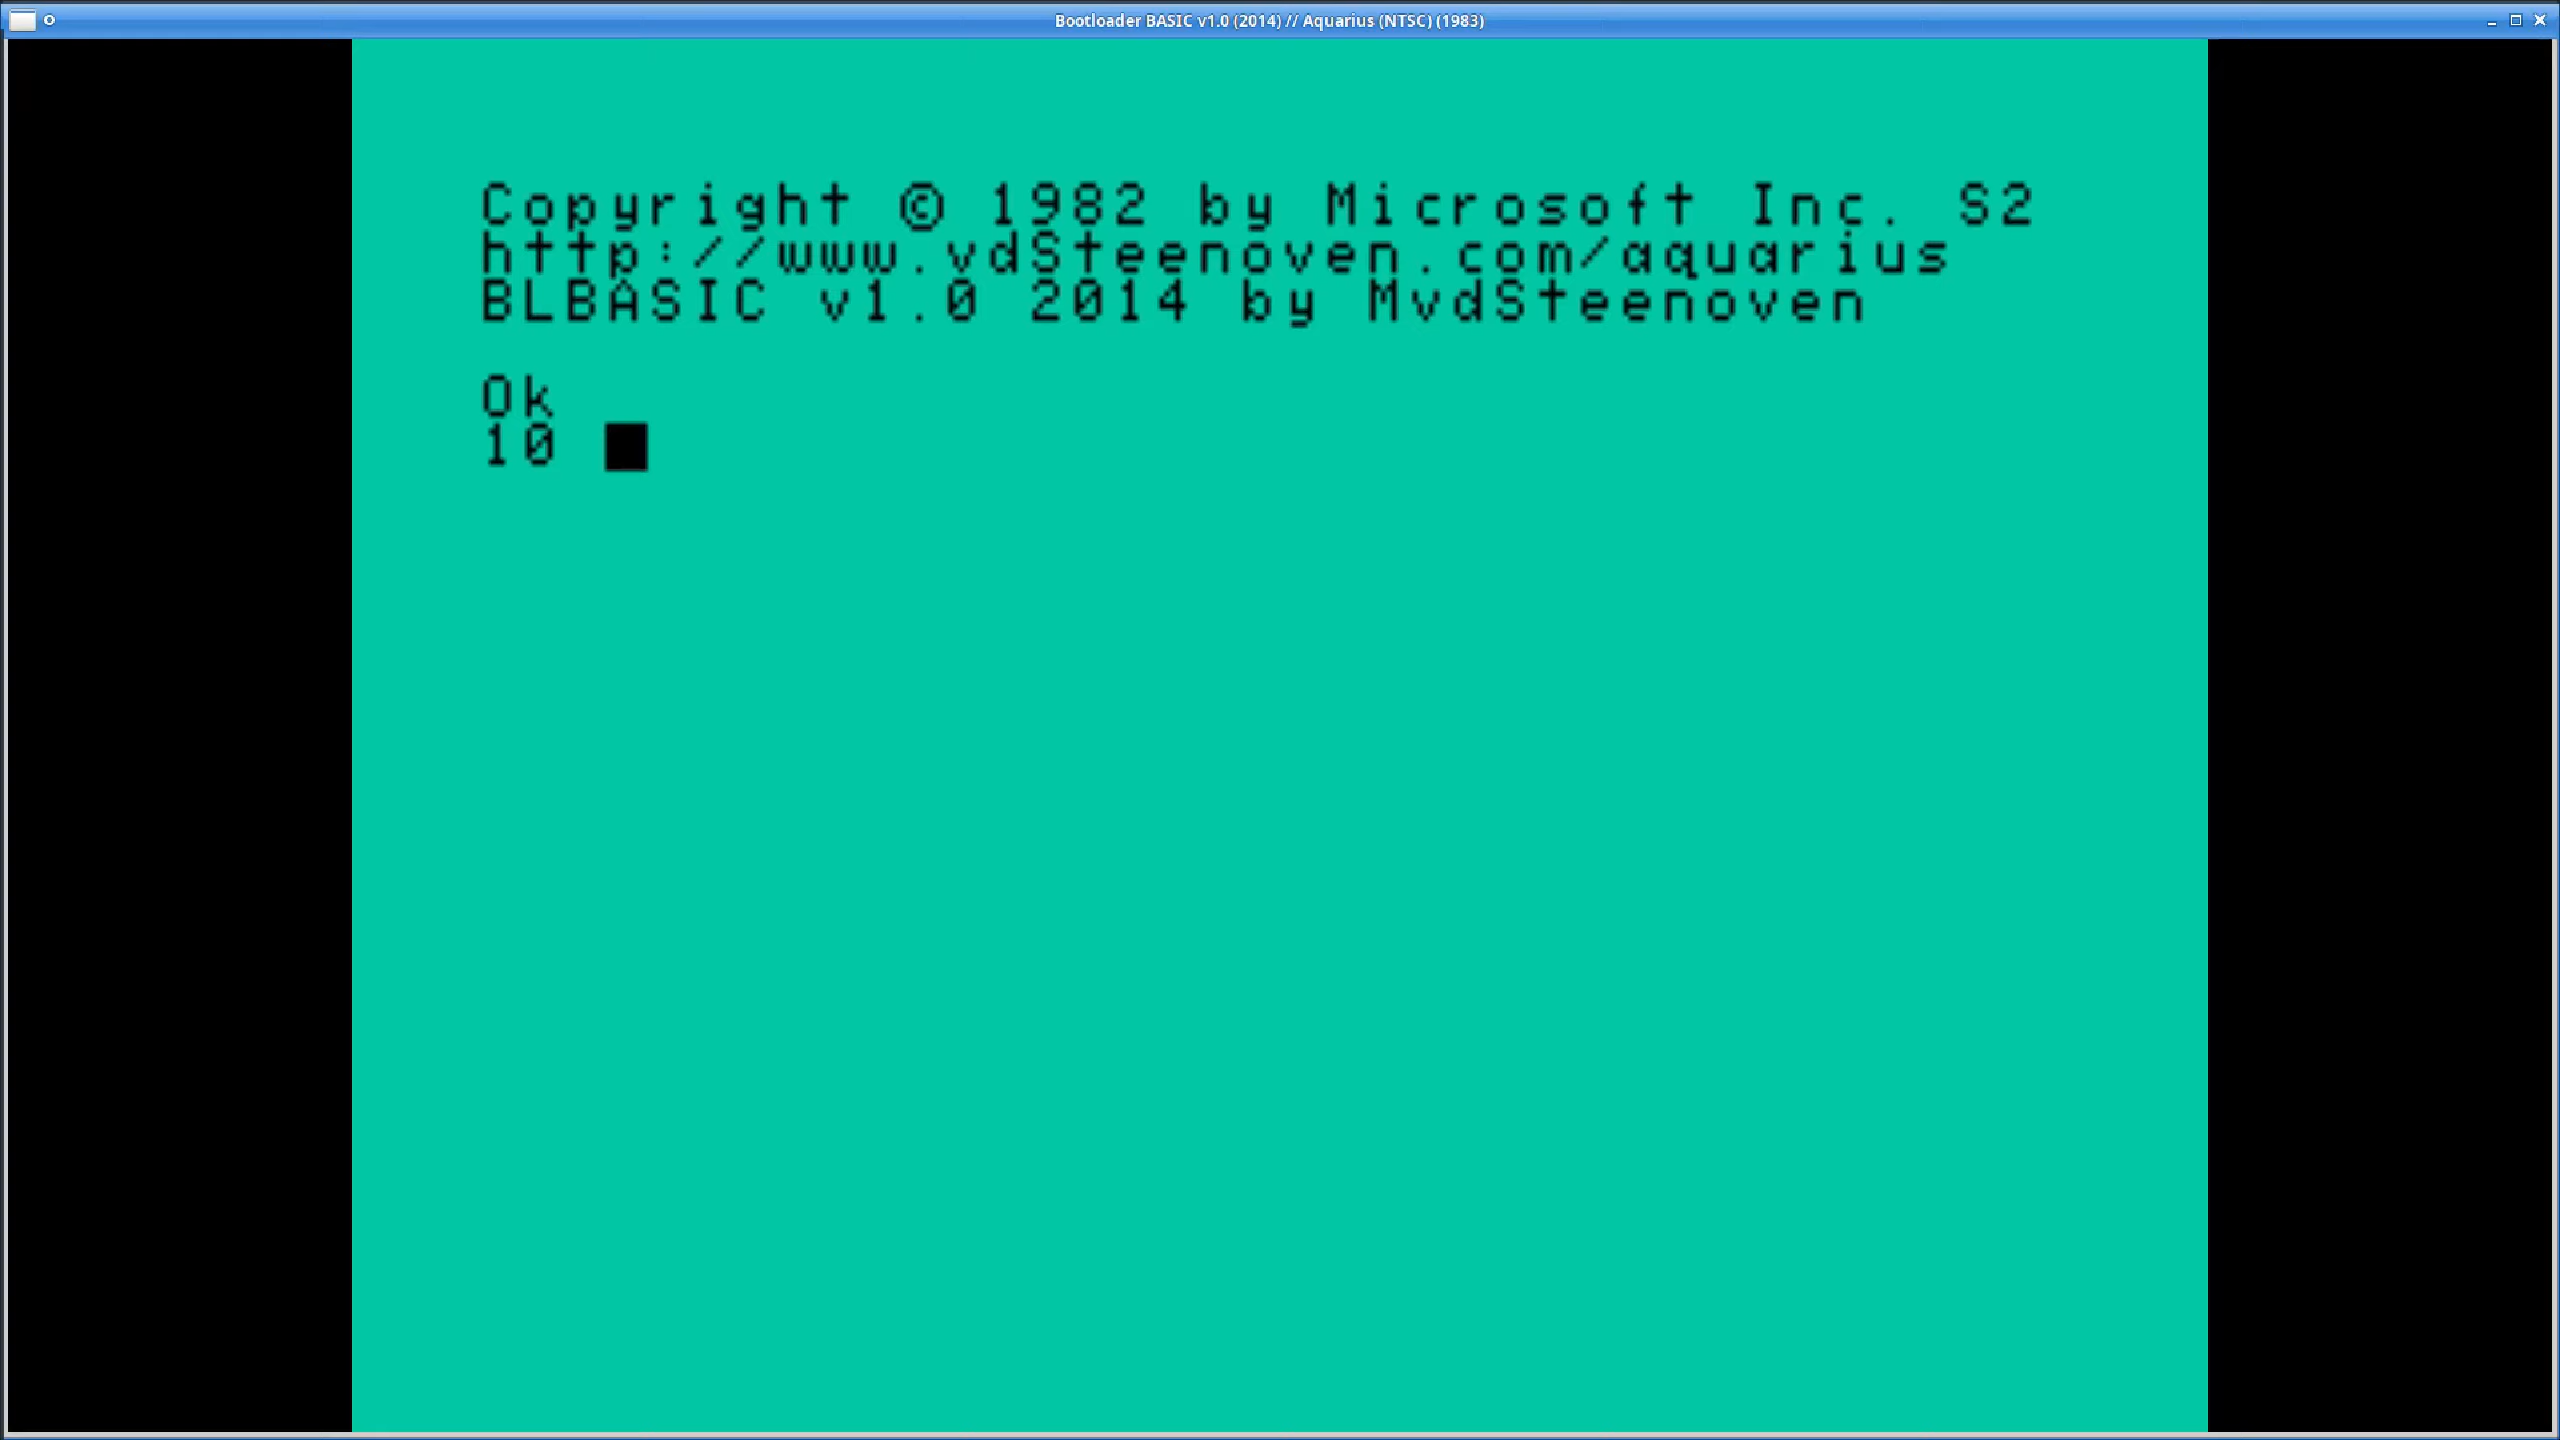 Bootloader BASIC v1.0 (2014) // Aquarius (NTSC) (1983)
Copyright © 1982 by Microsoft Inc. S2
http://www.vdSteenoven.com/aquarius
BLBASIC v1.0 2014 by MvdSteenoven
Ok
10